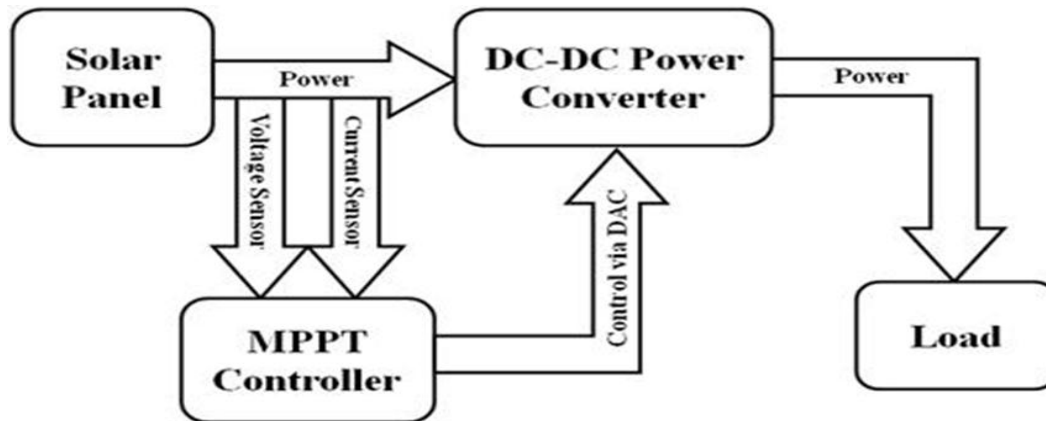 Solar
Panel
Power
DC-DC Power
Converter
Power
Voltage Sensor
Current Sensor
Control via DAC
MPPT
Controller
Load